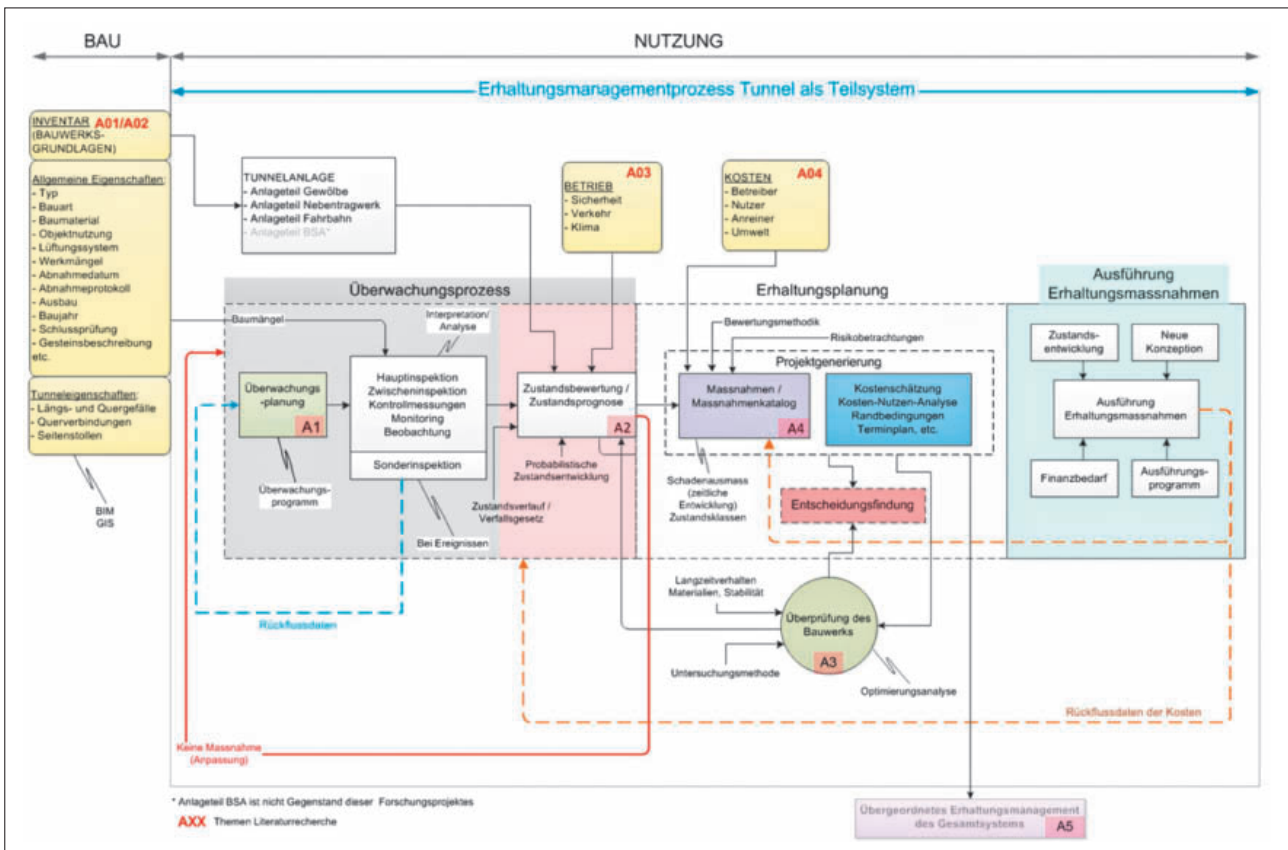 BAU
NUTZUNG
Erhaltungsmanagementprozess Tunnel als Teilsystem
INVENTAR A01/A02
(BAUWERKS-
GRUNDLAGEN)
Allgemeine Eigenschaften:
- Typ
- Bauart
- Baumaterial
- Objektnutzung
- Lüftungssystem
- Werkmängel
- Abnahmedatum
- Abnahmeprotokoll
- Ausbau
- Baujahr
- Schlussprüfung
- Gesteinsbeschreibung
etc.
Tunneleigenschaften:
- Längs- und Quergefälle
- Querverbindungen
- Seitenstollen
BIM
GIS
TUNNELANLAGE
- Anlageteil Gewölbe
- Anlageteil Nebentragwerk
- Anlageteil Fahrbahn
- Anlageteil BSA*
A03
BETRIEB
- Sicherheit
- Verkehr
- Klima
KOSTEN A04
- Betreiber
- Nutzer
- Anreiner
- Umwelt
Überwachungsprozess
Baumängel
Interpretation/
Analyse
Überwachungs
-planung
A1
Überwachungs-
programm
Hauptinspektion
Zwischeninspektion
Kontrollmessungen
Monitoring
Beobachtung
Sonderinspektion
Bei Ereignissen
Zustandsbewertung /
Zustandsprognose
A2
Probabilistische
Zustandsentwicklung
Zustandsverlauf /
Verfallsgesetz
Rückflussdaten
Erhaltungsplanung
Bewertungsmethodik
Risikobetrachtungen
Projektgenerierung
Massnahmen /
Massnahmenkatalog
A4
Kostenschätzung
Kosten-Nutzen-Analyse
Randbedingungen
Terminplan, etc.
Schadenausmass
(zeitliche
Entwicklung)
Zustandsklassen
Entscheidungsfindung
Langzeitverhalten
Materialien, Stabilität
Überprüfung des
Bauwerks
A3
Untersuchungsmethode
Optimierungsanalyse
Ausführung
Erhaltungsmassnahmen
Zustands-
entwicklung
Neue
Konzeption
Ausführung
Erhaltungsmassnahmen
Finanzbedarf
Ausführungs-
programm
Rückflussdaten der Kosten
Keine Massnahme
(Anpassung)
* Anlageteil BSA ist nicht Gegenstand dieser Forschungsprojektes
AXX Themen Literaturrecherche
Übergeordnetes Erhaltungsmanagement
des Gesamtsystems A5